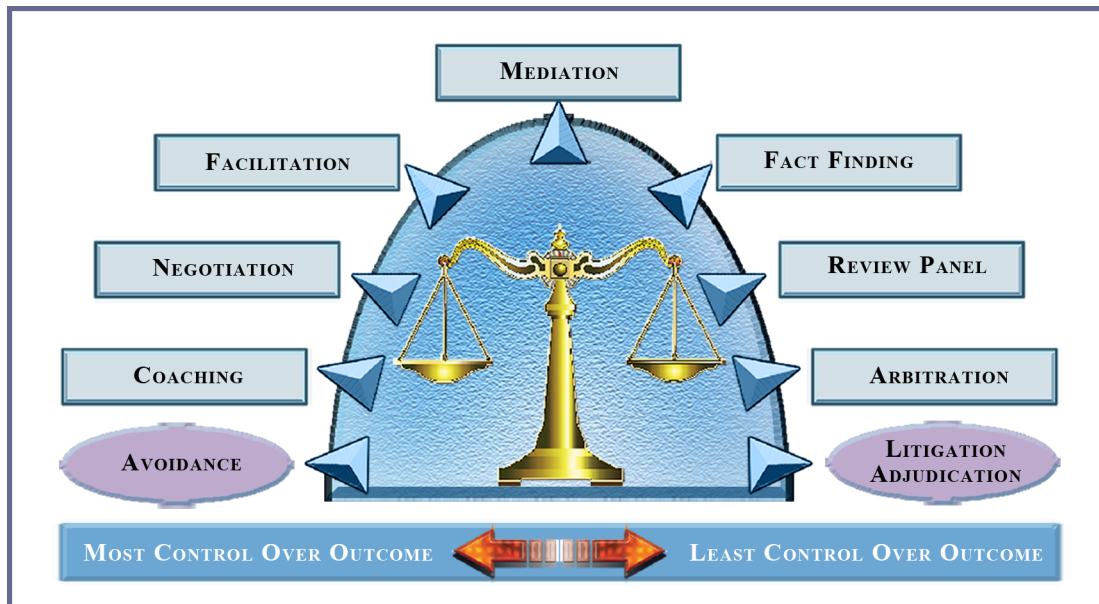 MEDIATION
FACILITATION
FACT FINDING
NEGOTIATION
REVIEW PANEL
COACHING
ARBITRATION
AVOIDANCE
LITIGATION
ADJUDICATION
MOST CONTROL OVER OUTCOME
LEAST CONTROL OVER OUTCOME